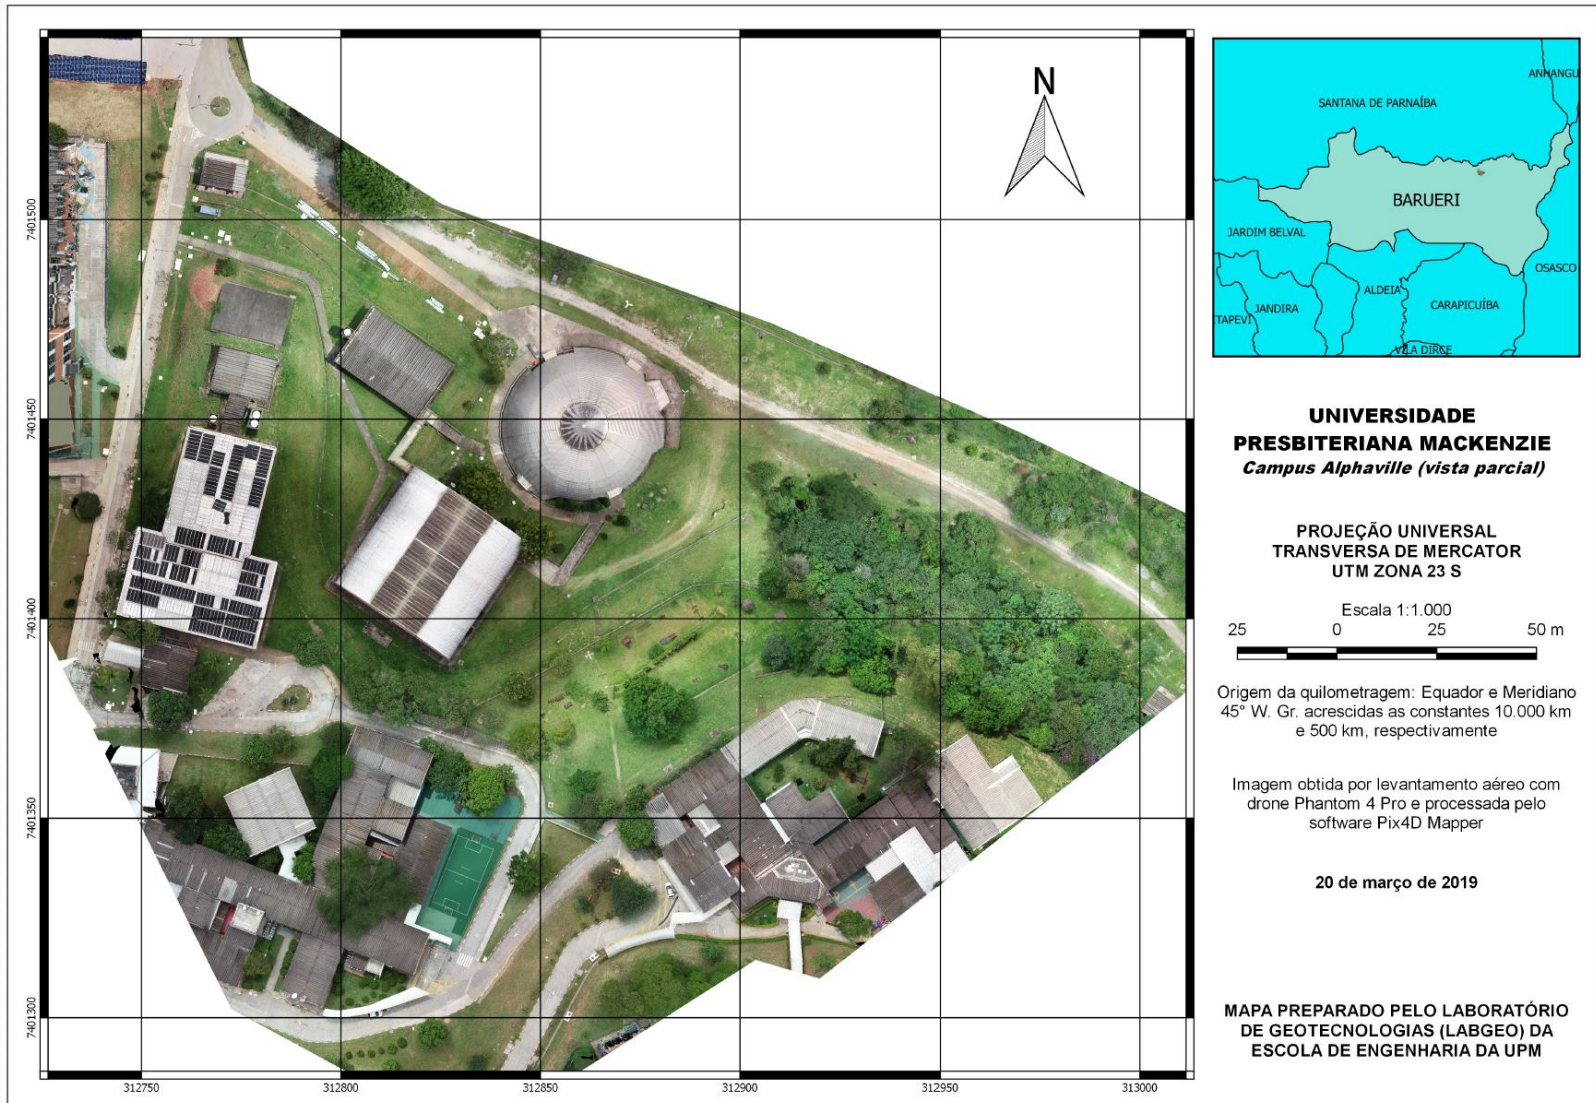 N
7401500
7401450
7401400
7401350
7401300
312750
312800
312850
312900
312950
313000
ANHANGU
SANTANA DE PARNAÍBA
BARUERI
JARDIM BELVAL
OSASCO
ALDEIA
CARAPICUÍBA
JANDIRA
ITAPEVI
VILA DIRCE
UNIVERSIDADE
PRESBITERIANA MACKENZIE
Campus Alphaville (vista parcial)
PROJEÇÃO UNIVERSAL
TRANSVERSA DE MERCATOR
UTM ZONA 23 S
Escala 1:1.000
25 0 25 50 m
Origem da quilometragem: Equador e Meridiano
45° W. Gr. acrescidas as constantes 10.000 km
e 500 km, respectivamente
Imagem obtida por levantamento aéreo com
drone Phantom 4 Pro e processada pelo
software Pix4D Mapper
20 de março de 2019
MAPA PREPARADO PELO LABORATÓRIO
DE GEOTECNOLOGIAS (LABGEO) DA
ESCOLA DE ENGENHARIA DA UPM